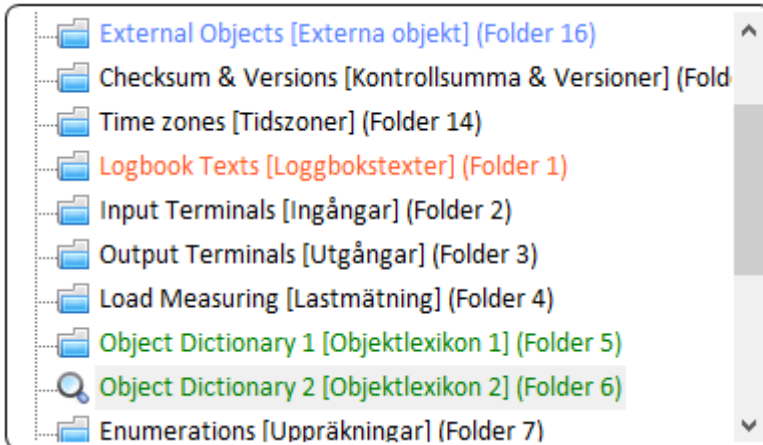 External Objects [Externa objekt] (Folder 16)
Checksum & Versions [Kontrollsumma & Versioner] (Fold
Time zones [Tidszoner] (Folder 14)
Logbook Texts [Loggbokstexter] (Folder 1)
Input Terminals [Ingångar] (Folder 2)
Output Terminals [Utgångar] (Folder 3)
Load Measuring [Lastmätning] (Folder 4)
Object Dictionary 1 [Objektlexikon 1] (Folder 5)
Object Dictionary 2 [Objektlexikon 2] (Folder 6)
Enumerations [Uppräkningar] (Folder 7)